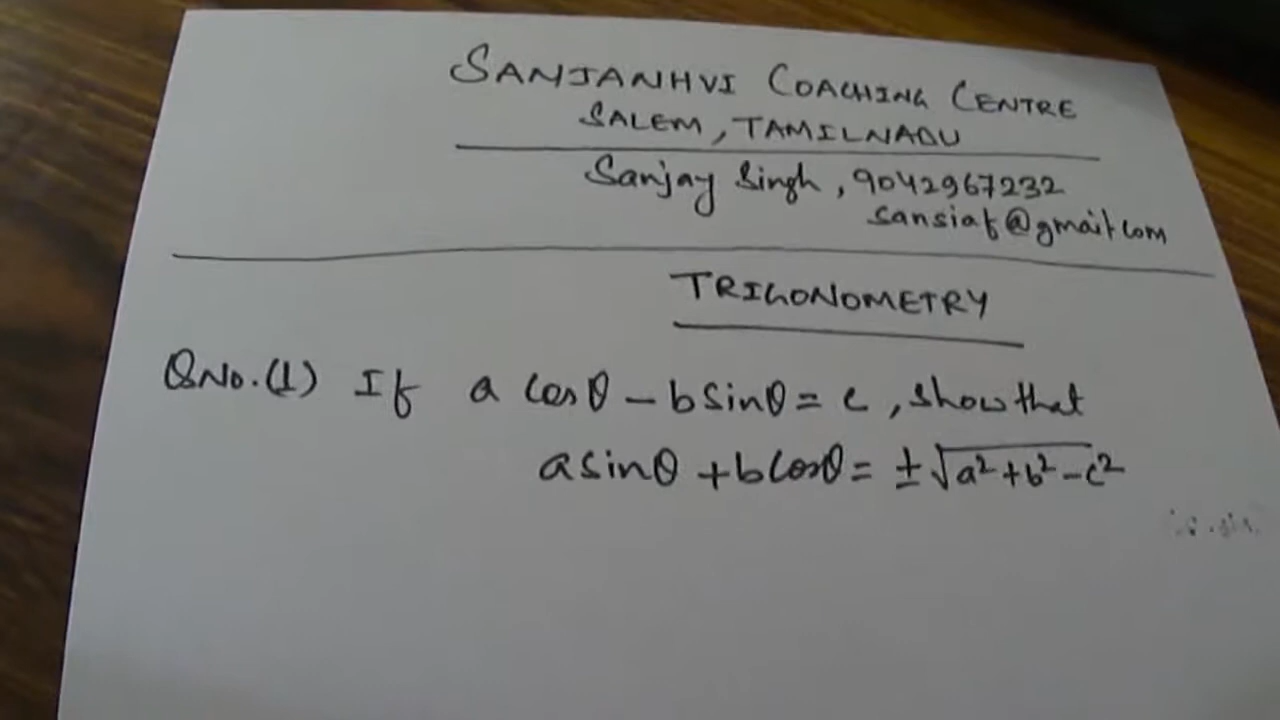 SANJANHVI COACHING CENTRE
SALEM, TAMILNADU
Sanjay Singh, 9042967232
sansiaf@gmail.com
TRIGONOMETRY
QNo.(1) If a cosθ - b sinθ = c, show that
a sinθ + b cosθ = ± √a² + b² - c²